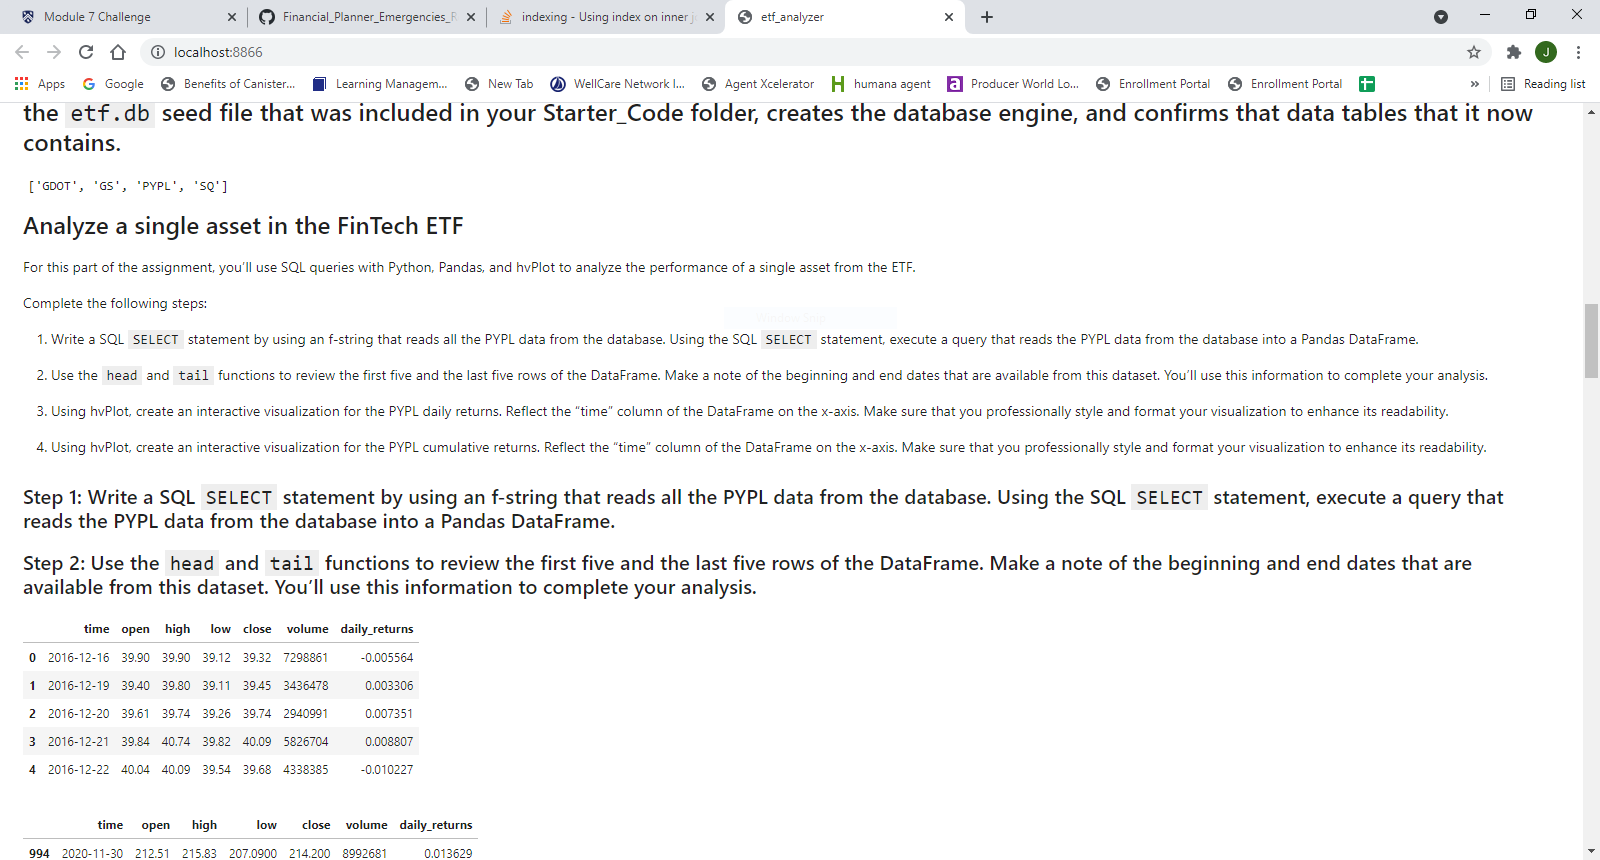 Module 7 Challenge
Financial_Planner_Emergencies_R
indexing - Using index on inner j
etf_analyzer
localhost:8866
J
Apps
Google
Benefits of Canister...
Learning Managem...
New Tab
WellCare Network I...
Agent Xcelerator
humana agent
Producer World Lo...
Enrollment Portal
Enrollment Portal
»
Reading list
the etf.db seed file that was included in your Starter_Code folder, creates the database engine, and confirms that data tables that it now
contains.
['GDOT', 'GS', 'PYPL', 'SQ']
Analyze a single asset in the FinTech ETF
For this part of the assignment, you’ll use SQL queries with Python, Pandas, and hvPlot to analyze the performance of a single asset from the ETF.
Complete the following steps:
1. Write a SQL SELECT statement by using an f-string that reads all the PYPL data from the database. Using the SQL SELECT statement, execute a query that reads the PYPL data from the database into a Pandas DataFrame.
2. Use the head and tail functions to review the first five and the last five rows of the DataFrame. Make a note of the beginning and end dates that are available from this dataset. You’ll use this information to complete your analysis.
3. Using hvPlot, create an interactive visualization for the PYPL daily returns. Reflect the “time” column of the DataFrame on the x-axis. Make sure that you professionally style and format your visualization to enhance its readability.
4. Using hvPlot, create an interactive visualization for the PYPL cumulative returns. Reflect the “time” column of the DataFrame on the x-axis. Make sure that you professionally style and format your visualization to enhance its readability.
Step 1: Write a SQL SELECT statement by using an f-string that reads all the PYPL data from the database. Using the SQL SELECT statement, execute a query that
reads the PYPL data from the database into a Pandas DataFrame.
Step 2: Use the head and tail functions to review the first five and the last five rows of the DataFrame. Make a note of the beginning and end dates that are
available from this dataset. You’ll use this information to complete your analysis.
time open high low close volume daily_returns
0 2016-12-16 39.90 39.90 39.12 39.32 7298861 -0.005564
1 2016-12-19 39.40 39.80 39.11 39.45 3436478 0.003306
2 2016-12-20 39.61 39.74 39.26 39.74 2940991 0.007351
3 2016-12-21 39.84 40.74 39.82 40.09 5826704 0.008807
4 2016-12-22 40.04 40.09 39.54 39.68 4338385 -0.010227
time open high low close volume daily_returns
994 2020-11-30 212.51 215.83 207.0900 214.200 8992681 0.013629